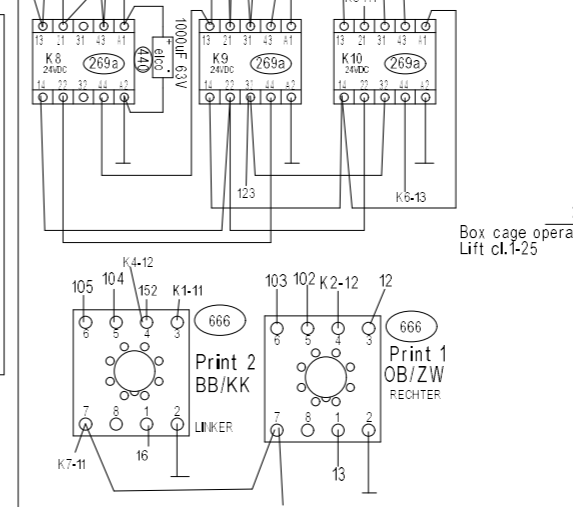 13 21 31 43 A1
K8
24VDC
269a
14 22 32 44 A2
+
elco
440
1000uF 63V
13 21 31 43 A1
K9
24VDC
269a
14 22 31 44 A2
13 21 31 43 A1
K10
24VDC
269a
14 22 32 44 A2
123
K6-13
Box cage opera
Lift cl.1-25
K4-12
105 104 152 K1-11
6 5 4 3
666
Print 2
BB/KK
LINKER
7 8 1 2
K7-11
16
103 102 K2-12 12
6 5 4 3
666
Print 1
OB/ZW
RECHTER
7 8 1 2
13